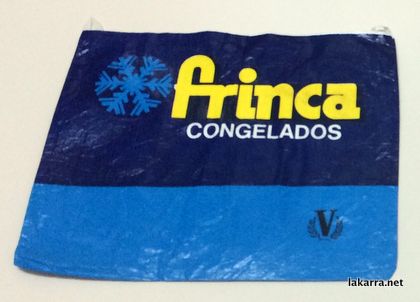 frinca
CONGELADOS
V
lakarra.net